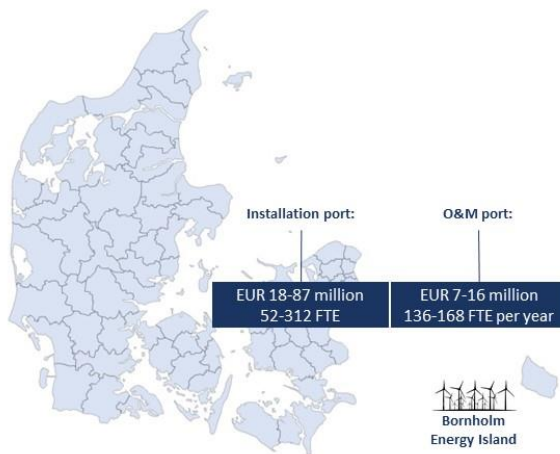 Installation port:
O&M port:
EUR 18-87 million
52-312 FTE
EUR 7-16 million
136-168 FTE per year
Bornholm
Energy Island